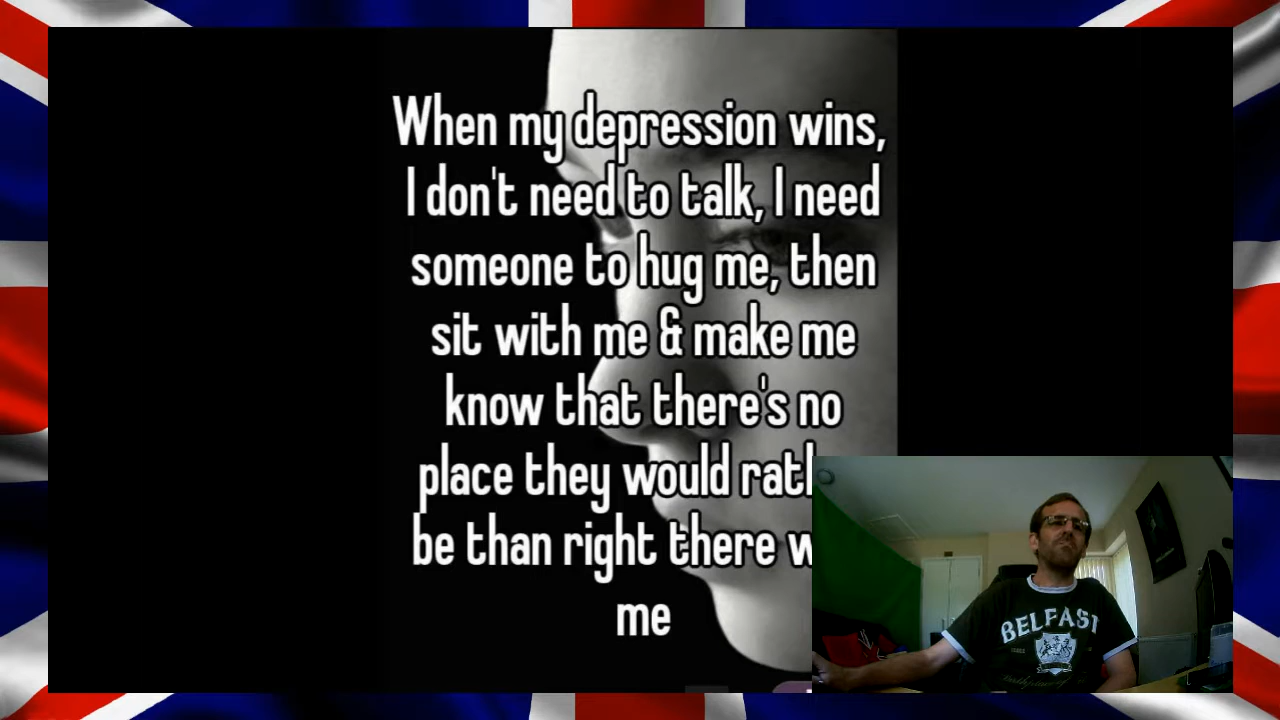 When my depression wins,
I don't need to talk, I need
someone to hug me, then
sit with me & make me
know that there's no
place they would
be than right there
me
BELFAST